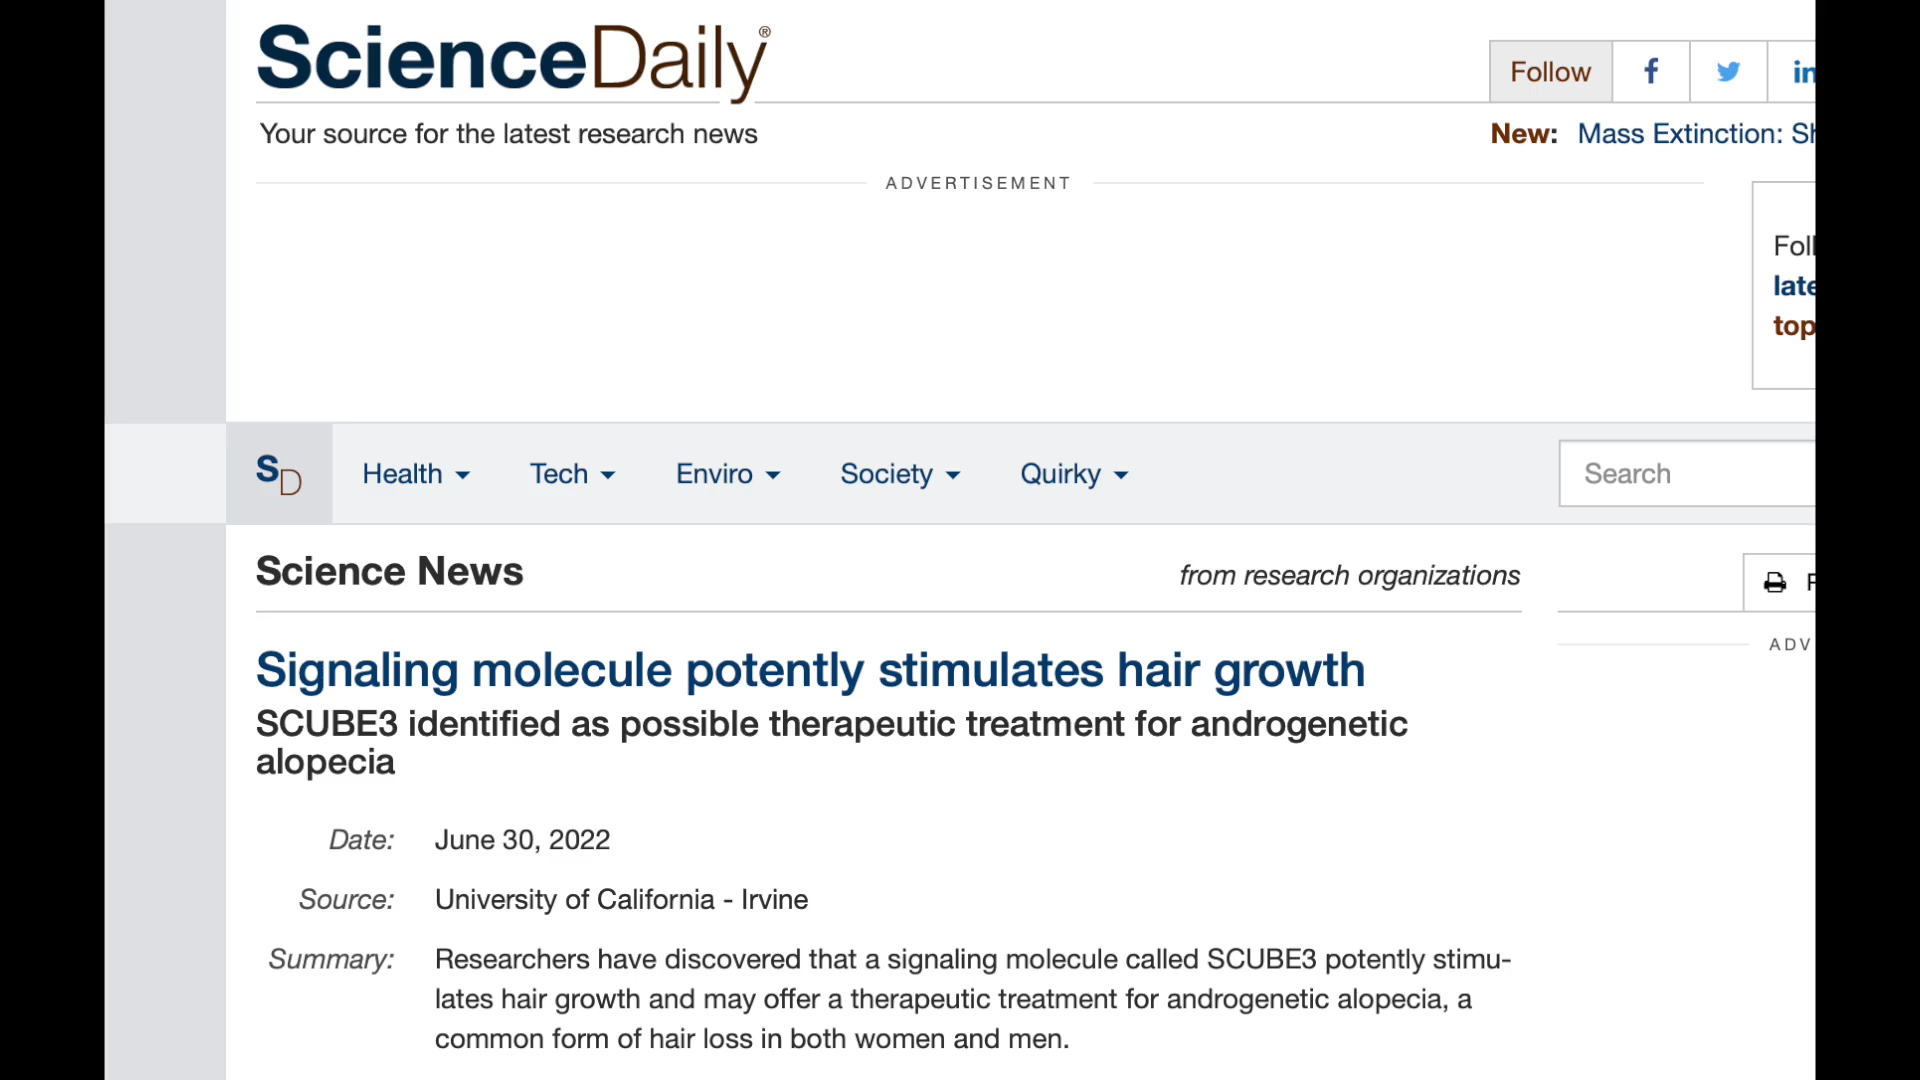 ScienceDaily®
Follow
Your source for the latest research news
New: Mass Extinction:
ADVERTISEMENT
SD
Health
Tech
Enviro
Society
Quirky
Search
Science News
from research organizations
Signaling molecule potently stimulates hair growth
SCUBE3 identified as possible therapeutic treatment for androgenetic
alopecia
Date: June 30, 2022
Source: University of California - Irvine
Summary: Researchers have discovered that a signaling molecule called SCUBE3 potently stimu-
lates hair growth and may offer a therapeutic treatment for androgenetic alopecia, a
common form of hair loss in both women and men.